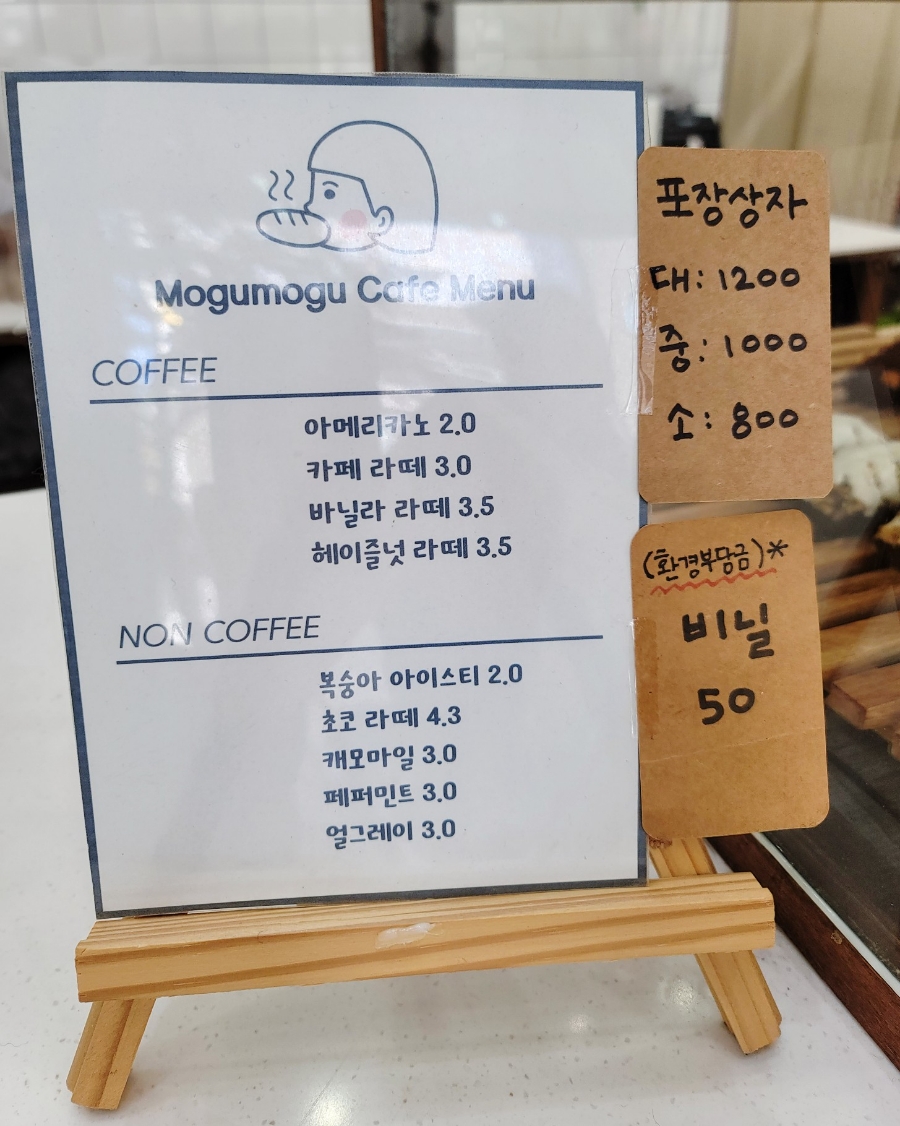 Mogumogu Cafe Menu
COFFEE
아메리카노 2.0
카페 라떼 3.0
바닐라 라떼 3.5
헤이즐넛 라떼 3.5
NON COFFEE
복숭아 아이스티 2.0
초코 라떼 4.3
캐모마일 3.0
페퍼민트 3.0
얼그레이 3.0
포장상자
대: 1200
중: 1000
소: 800
(환경부담금)*
비닐
50